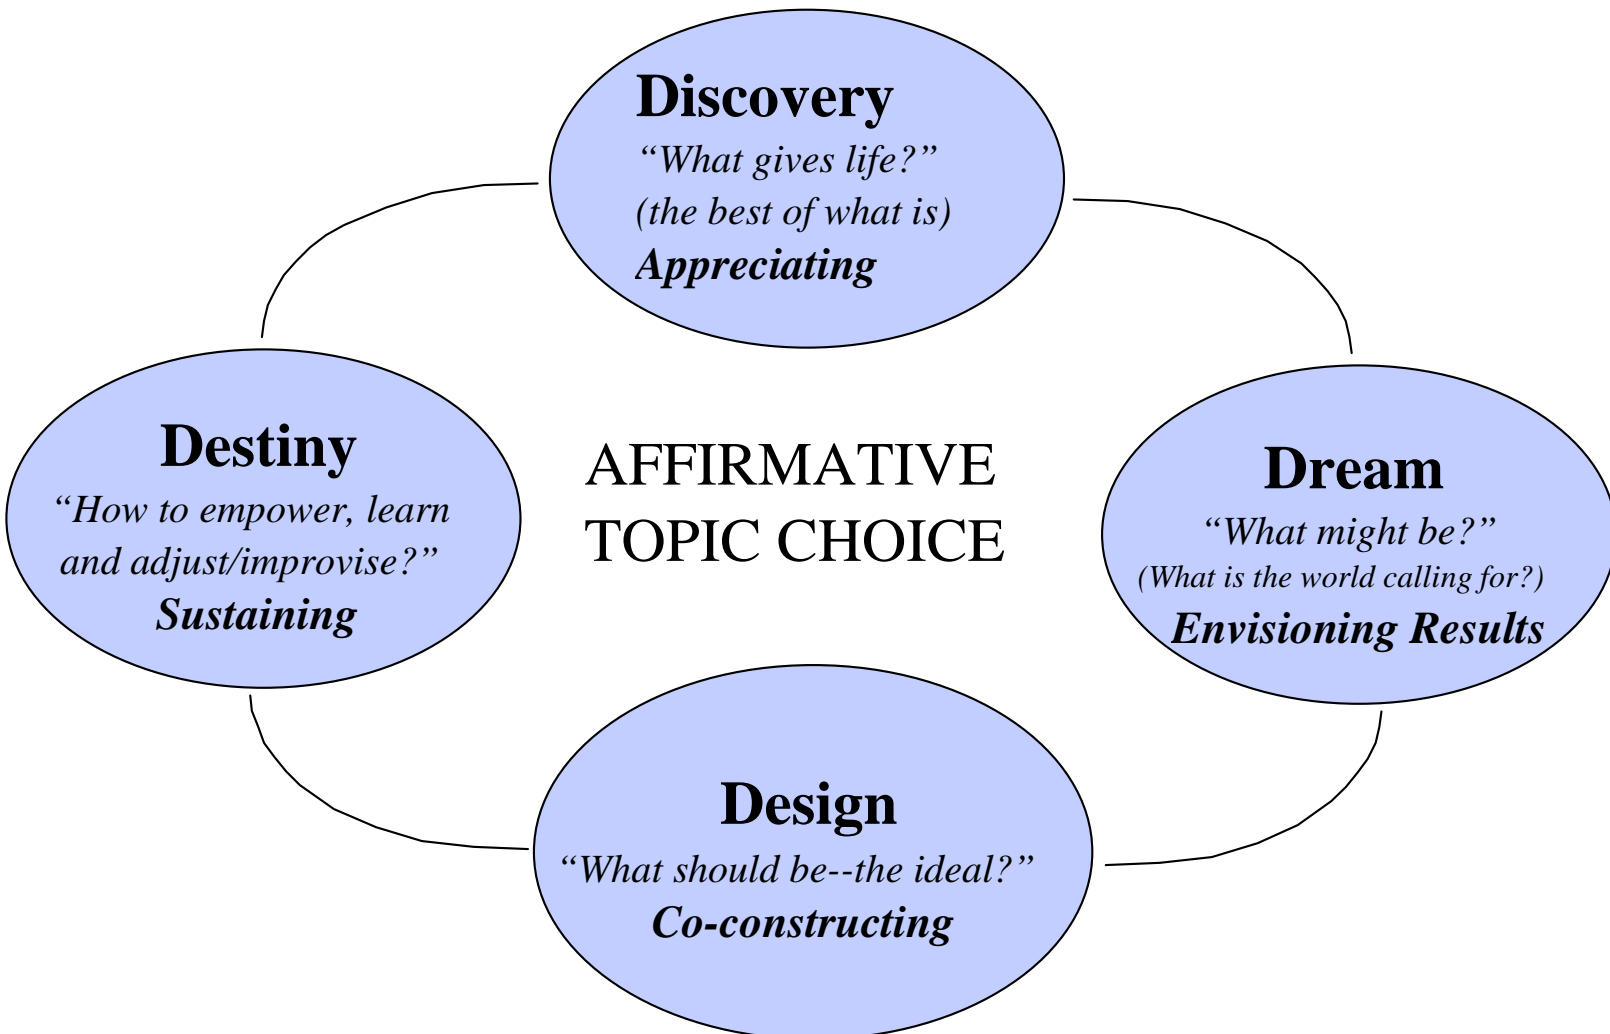 Discovery
“What gives life?”
(the best of what is)
Appreciating
Destiny
“How to empower, learn
and adjust/improvise?”
Sustaining
AFFIRMATIVE
TOPIC CHOICE
Dream
“What might be?”
(What is the world calling for?)
Envisioning Results
Design
“What should be--the ideal?”
Co-constructing